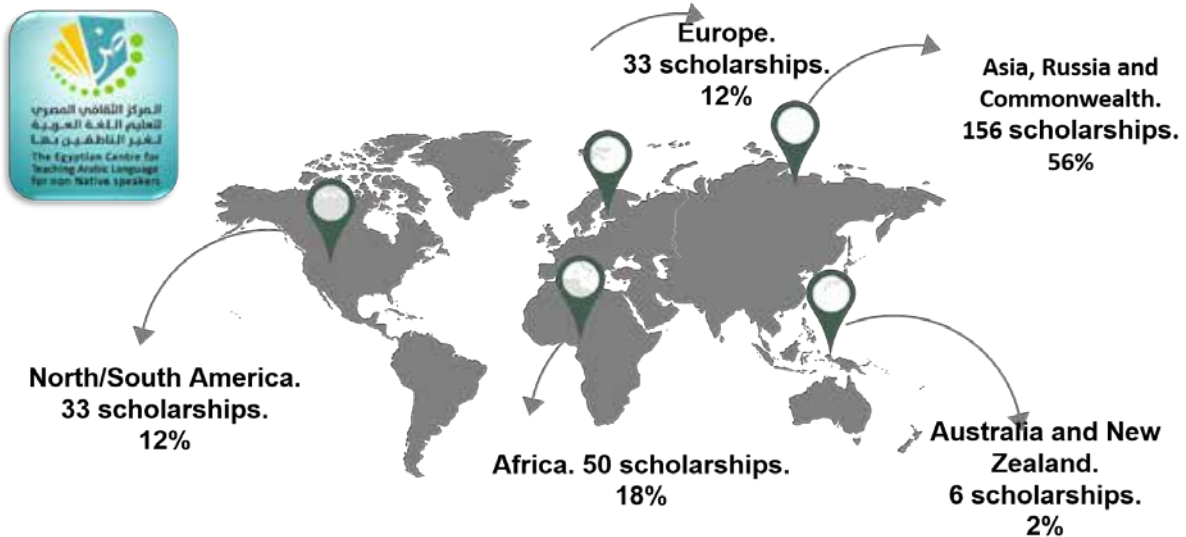 المركز الثقافي المصري
لتعليم اللغة العربية
لغير الناطقين بها
The Egyptian Centre for
Teaching Arabic Language
for non Native speakers
Europe.
33 scholarships.
12%
Asia, Russia and
Commonwealth.
156 scholarships.
56%
North/South America.
33 scholarships.
12%
Africa. 50 scholarships.
18%
Australia and New
Zealand.
6 scholarships.
2%